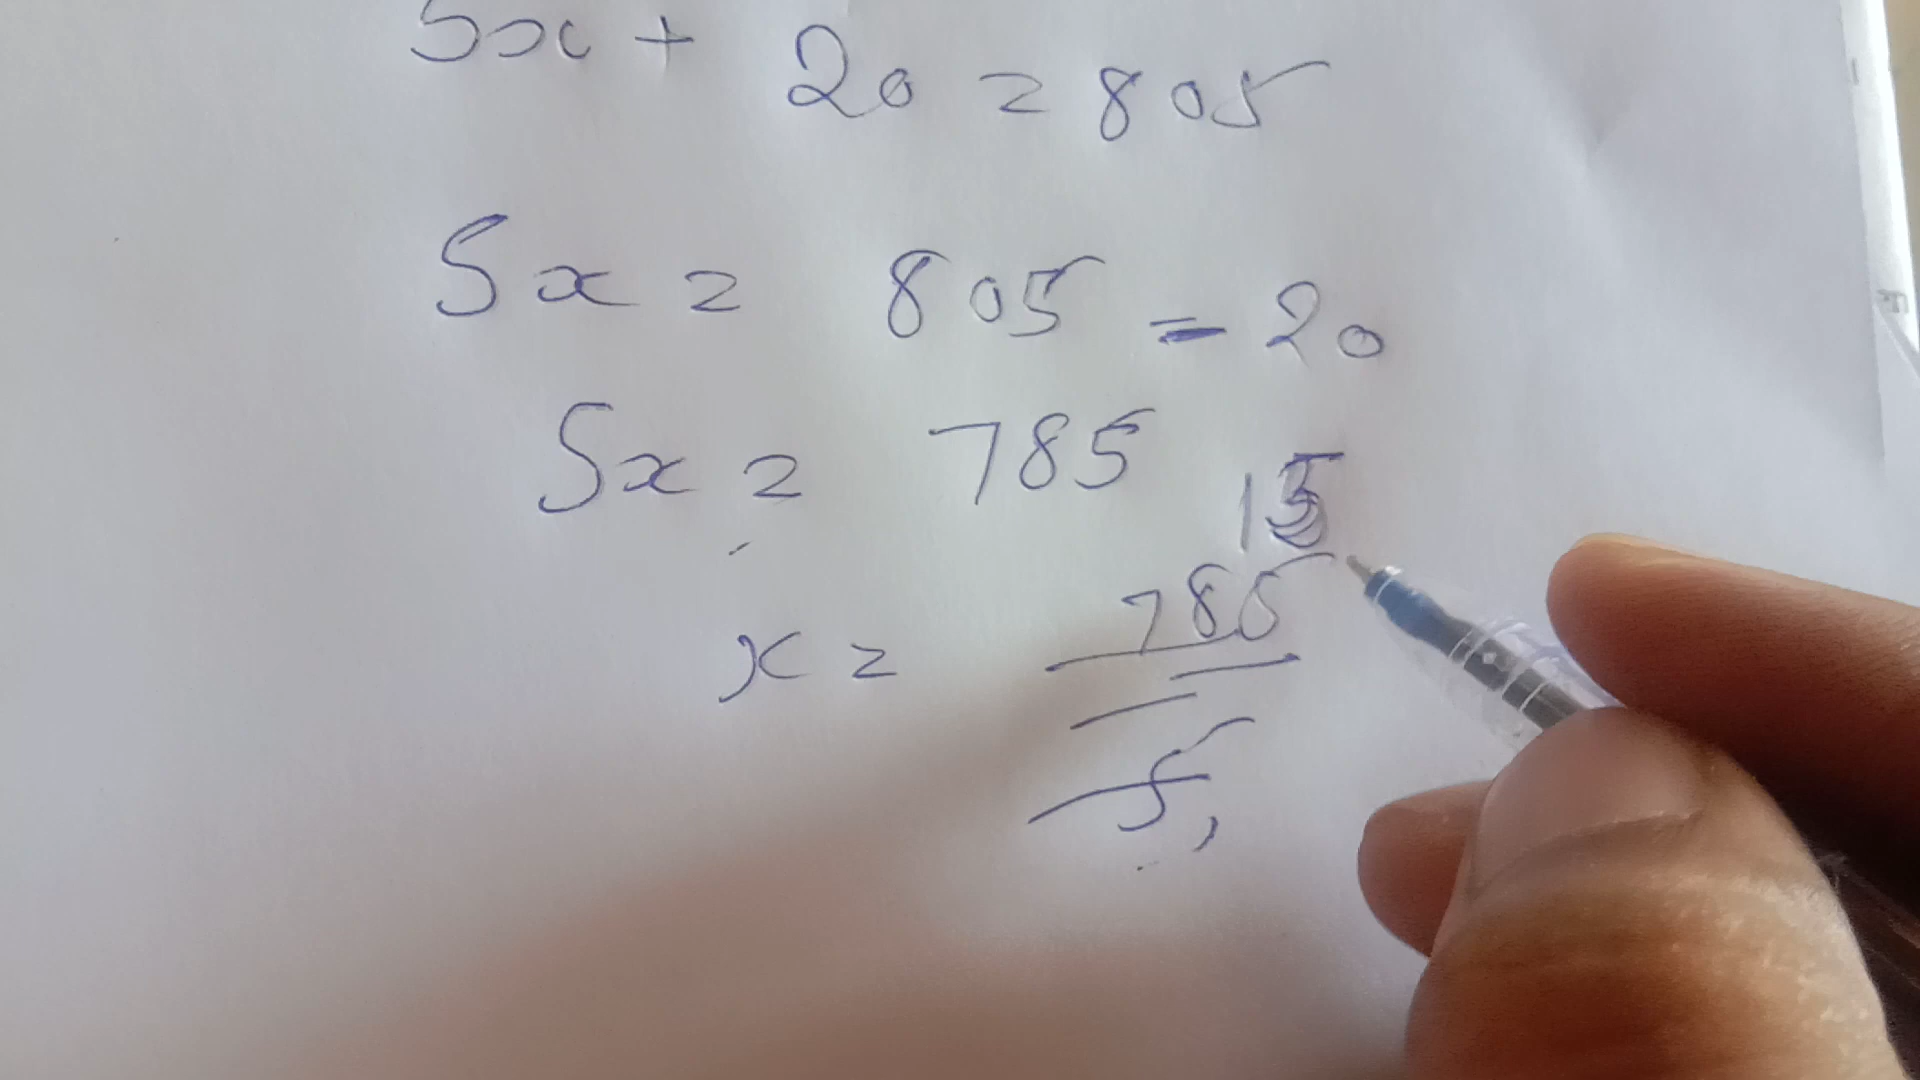 5x + 20 = 805
5x = 805 - 20
5x = 785
15
x = 785
5,